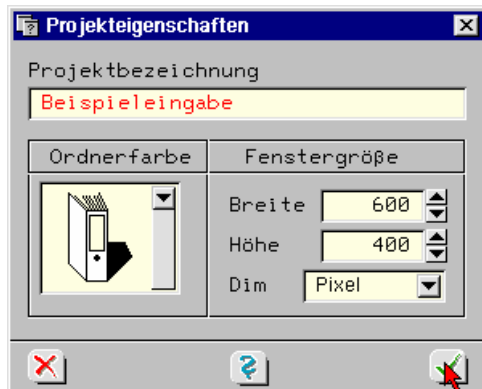 Projekteigenschaften
Projektbezeichnung
Beispieleingabe
Ordnerfarbe
Fenstergröße
Breite 600
Höhe 400
Dim Pixel